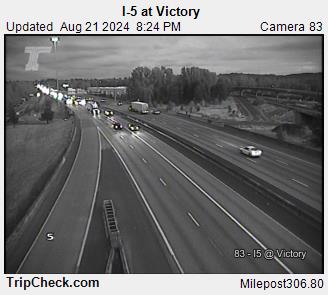 I-5 at Victory
Updated Aug 21 2024 8:24 PM Camera 83
S
83 - I5 @ Victory
TripCheck.com Milepost306.80